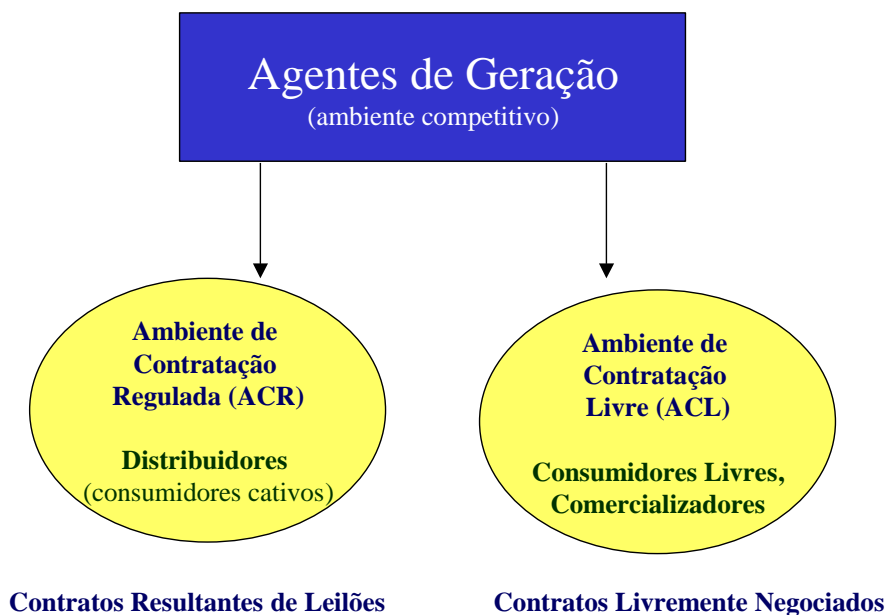 Agentes de Geração
(ambiente competitivo)
Ambiente de
Contratação
Regulada (ACR)
Distribuidores
(consumidores cativos)
Ambiente de
Contratação
Livre (ACL)
Consumidores Livres,
Comercializadores
Contratos Resultantes de Leilões
Contratos Livremente Negociados